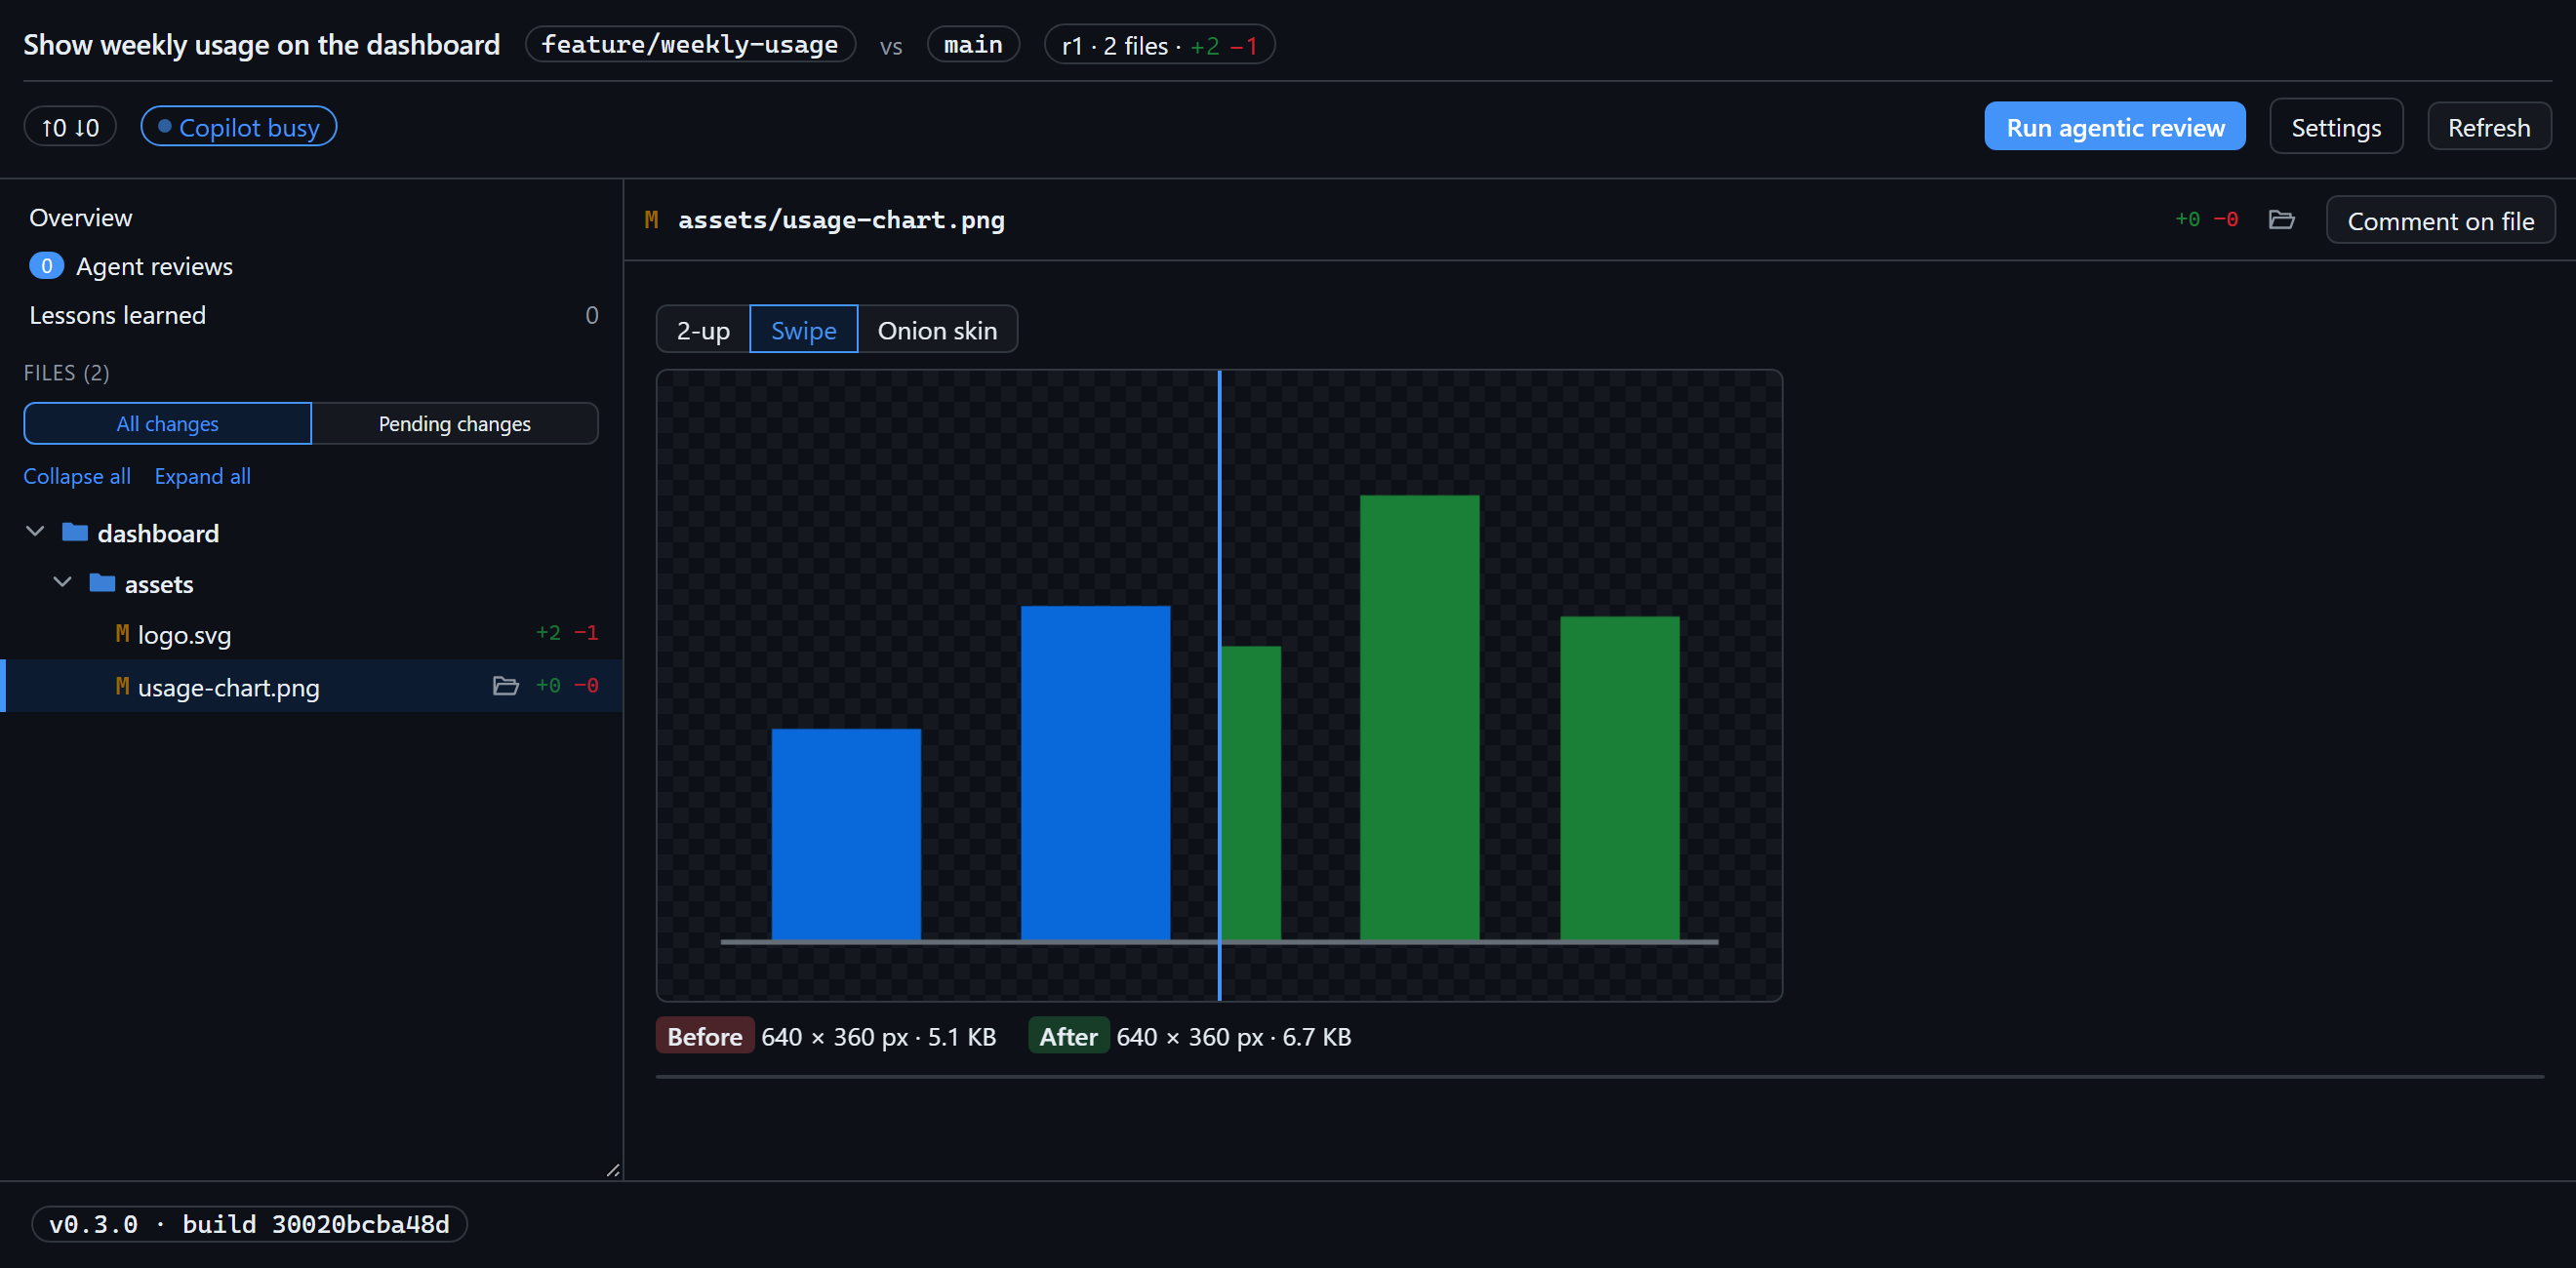 Show weekly usage on the dashboard feature/weekly-usage vs main r1 · 2 files · +2 −1
↑0 ↓0 Copilot busy Run agentic review Settings Refresh
Overview
0 Agent reviews
Lessons learned 0
FILES (2)
All changes Pending changes
Collapse all Expand all
dashboard
assets
M logo.svg +2 −1
M usage-chart.png +0 −0
M assets/usage-chart.png +0 −0 Comment on file
2-up Swipe Onion skin
Before 640 × 360 px · 5.1 KB After 640 × 360 px · 6.7 KB
v0.3.0 · build 30020bcba48d